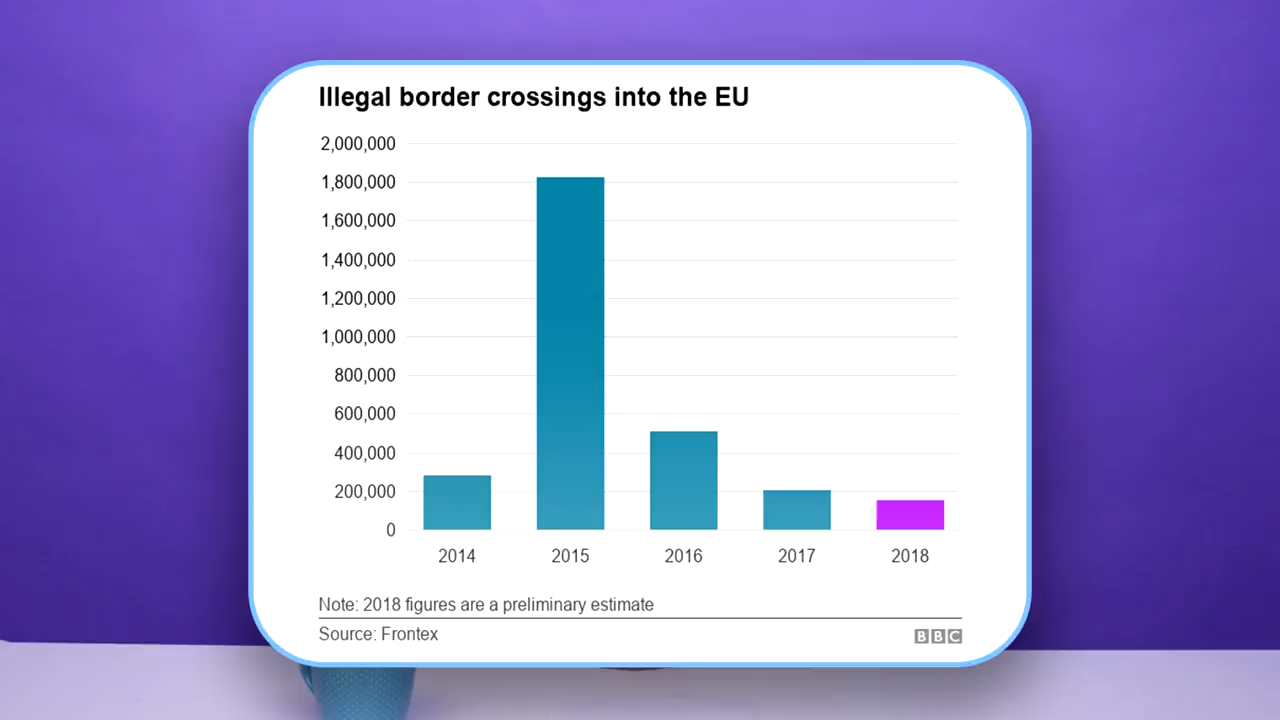 Illegal border crossings into the EU
2,000,000
1,800,000
1,600,000
1,400,000
1,200,000
1,000,000
800,000
600,000
400,000
200,000
0
2014 2015 2016 2017 2018
Note: 2018 figures are a preliminary estimate
Source: Frontex
BBC